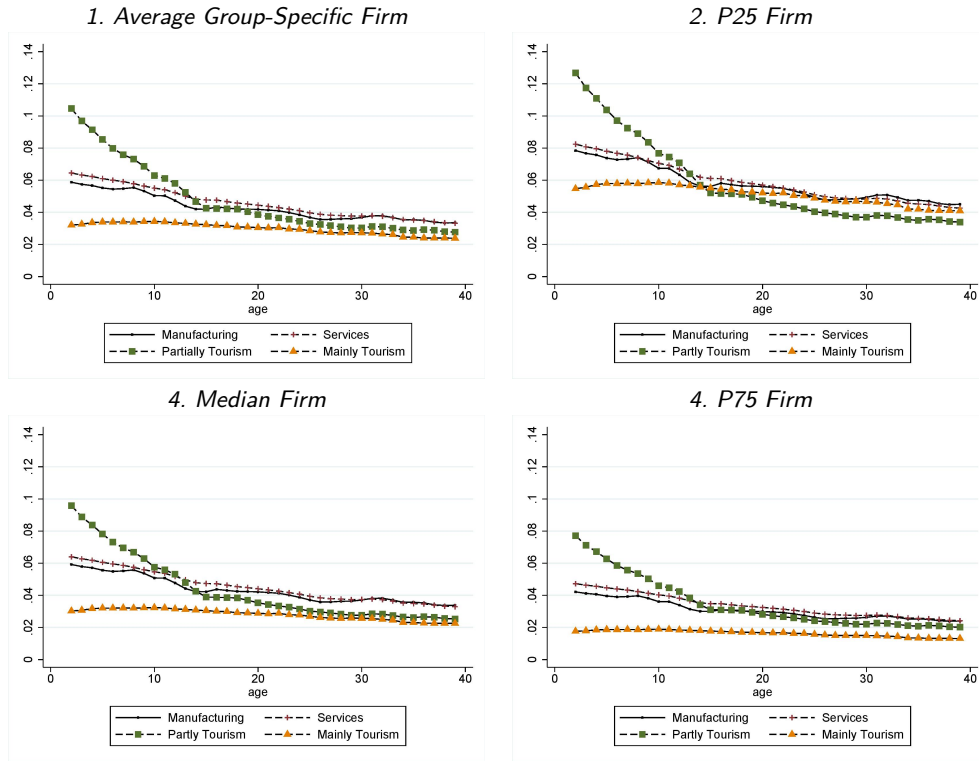 1. Average Group-Specific Firm
.14
.12
.1
.08
.06
.04
.02
0
0 10 20 30 40
age
Manufacturing Services
Partially Tourism Mainly Tourism
2. P25 Firm
.14
.12
.1
.08
.06
.04
.02
0
0 10 20 30 40
age
Manufacturing Services
Partly Tourism Mainly Tourism
4. Median Firm
.14
.12
.1
.08
.06
.04
.02
0
0 10 20 30 40
age
Manufacturing Services
Partly Tourism Mainly Tourism
4. P75 Firm
.14
.12
.1
.08
.06
.04
.02
0
0 10 20 30 40
age
Manufacturing Services
Partly Tourism Mainly Tourism